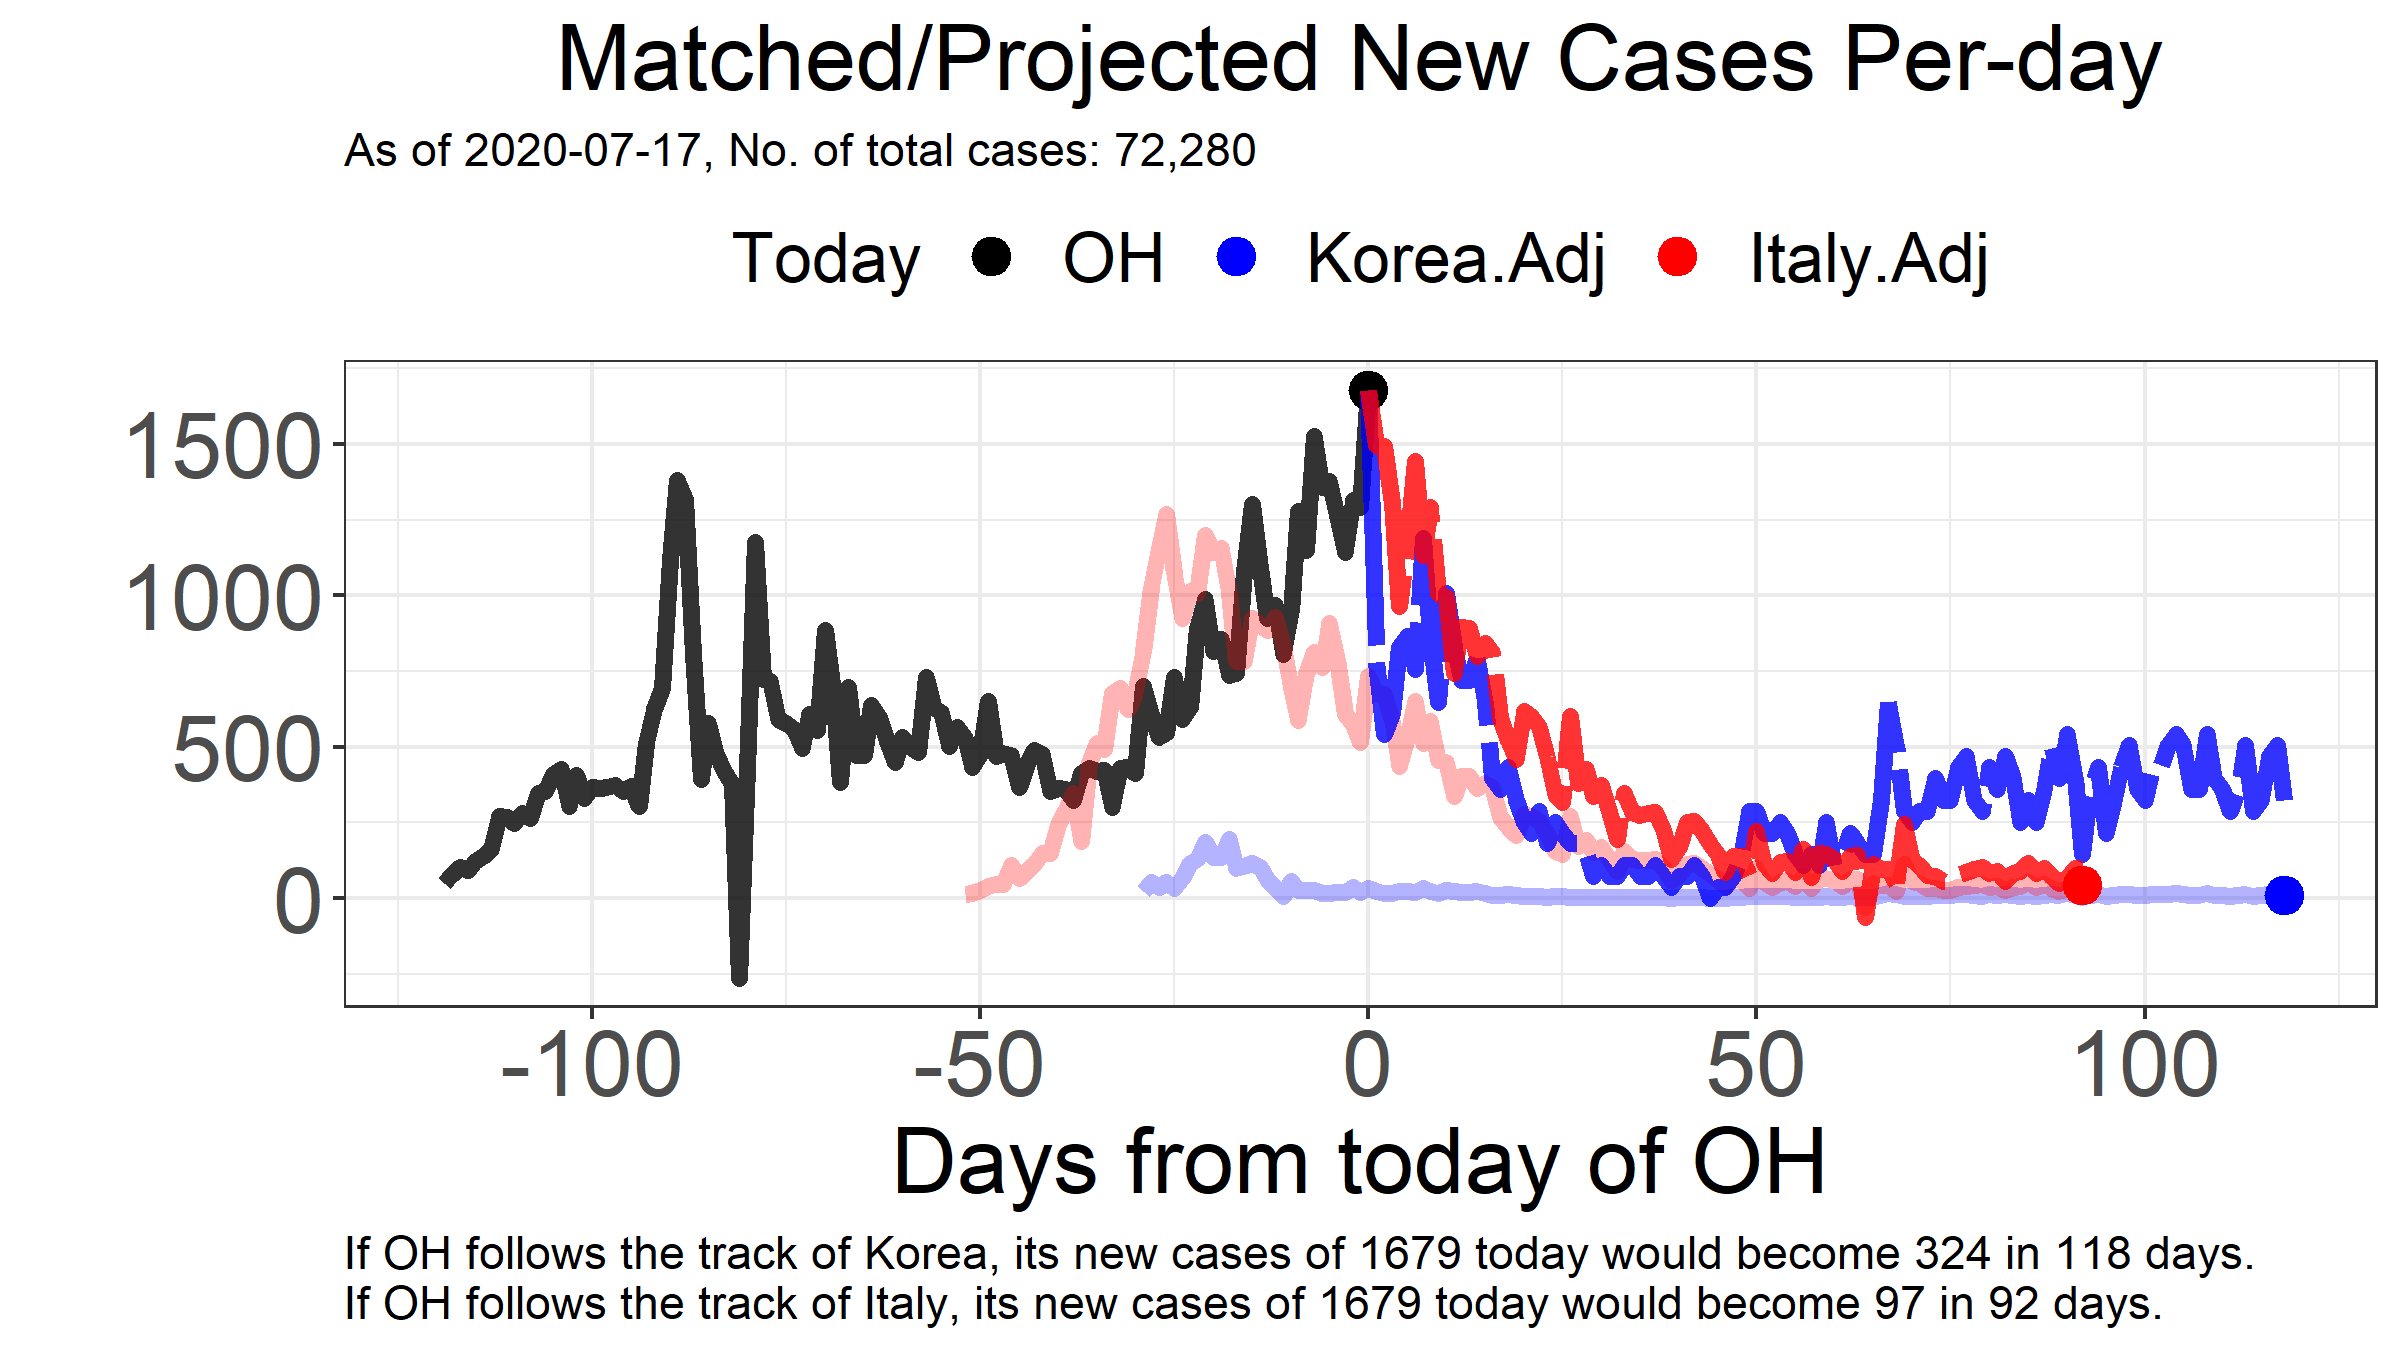 Matched/Projected New Cases Per-day
As of 2020-07-17, No. of total cases: 72,280
Today OH Korea.Adj Italy.Adj
1500
1000
500
0
-100 -50 0 50 100
Days from today of OH
If OH follows the track of Korea, its new cases of 1679 today would become 324 in 118 days.
If OH follows the track of Italy, its new cases of 1679 today would become 97 in 92 days.